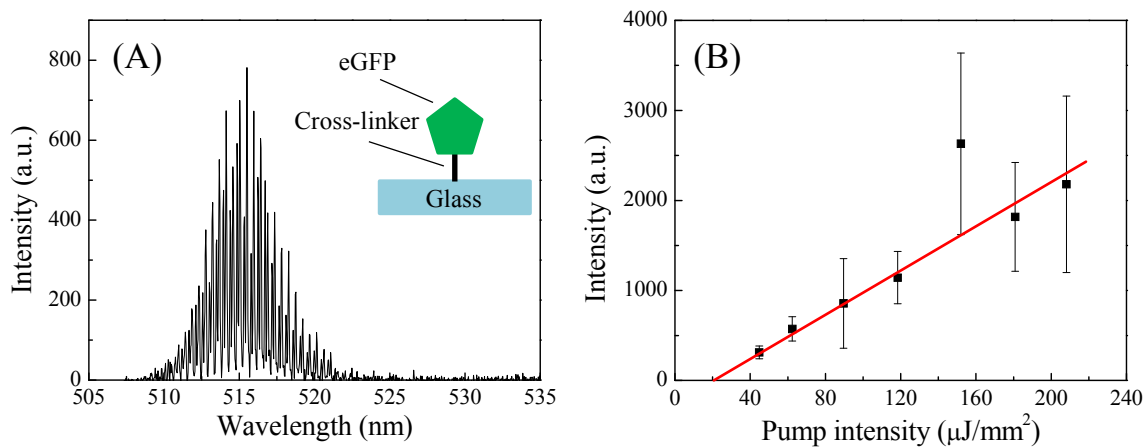 (A)
eGFP
Cross-linker
Glass
Intensity (a.u.)
800
600
400
200
0
505 510 515 520 525 530 535
Wavelength (nm)
(B)
Intensity (a.u.)
4000
3000
2000
1000
0
0 40 80 120 160 200 240
Pump intensity (μJ/mm²)